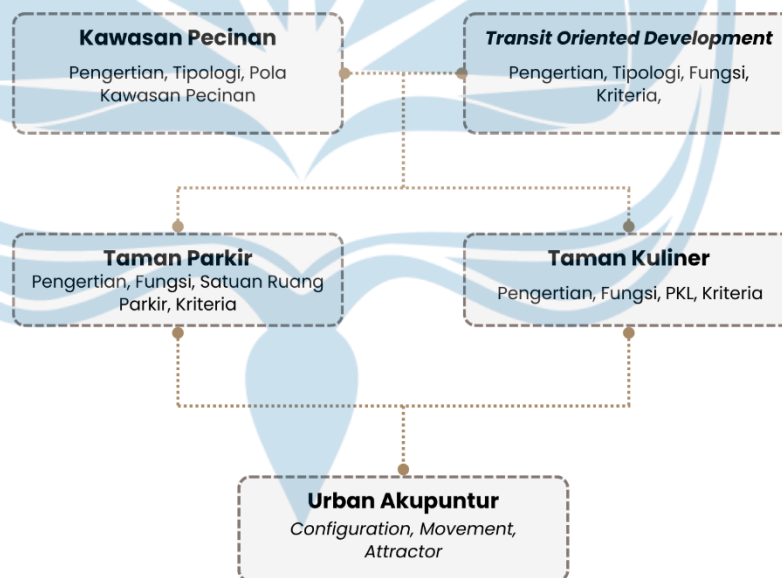 Kawasan Pecinan
Pengertian, Tipologi, Pola
Kawasan Pecinan
Transit Oriented Development
Pengertian, Tipologi, Fungsi,
Kriteria,
Taman Parkir
Pengertian, Fungsi, Satuan Ruang
Parkir, Kriteria
Taman Kuliner
Pengertian, Fungsi, PKL, Kriteria
Urban Akupuntur
Configuration, Movement,
Attractor